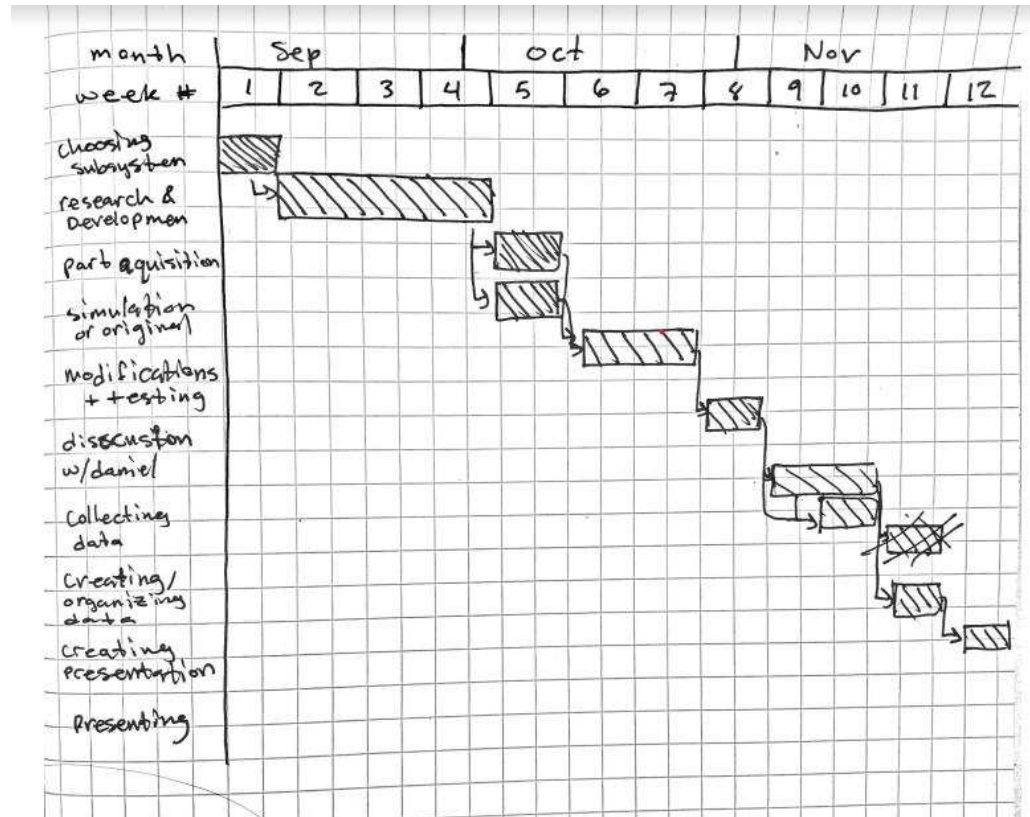 month Sep oct Nov
week # 1 2 3 4 5 6 7 8 9 10 11 12
choosing
subsystem
research &
Developmen
part aquisition
simulation
or original
modifications
+ testing
disscustion
w/daniel
Collecting
data
Creating/
organizing
data
creating
presentation
Presenting